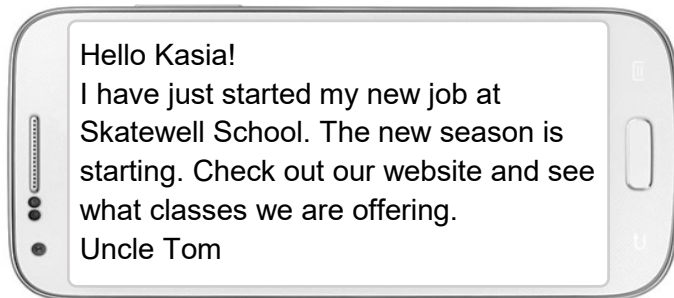 Hello Kasia!
I have just started my new job at
Skatewell School. The new season is
starting. Check out our website and see
what classes we are offering.
Uncle Tom